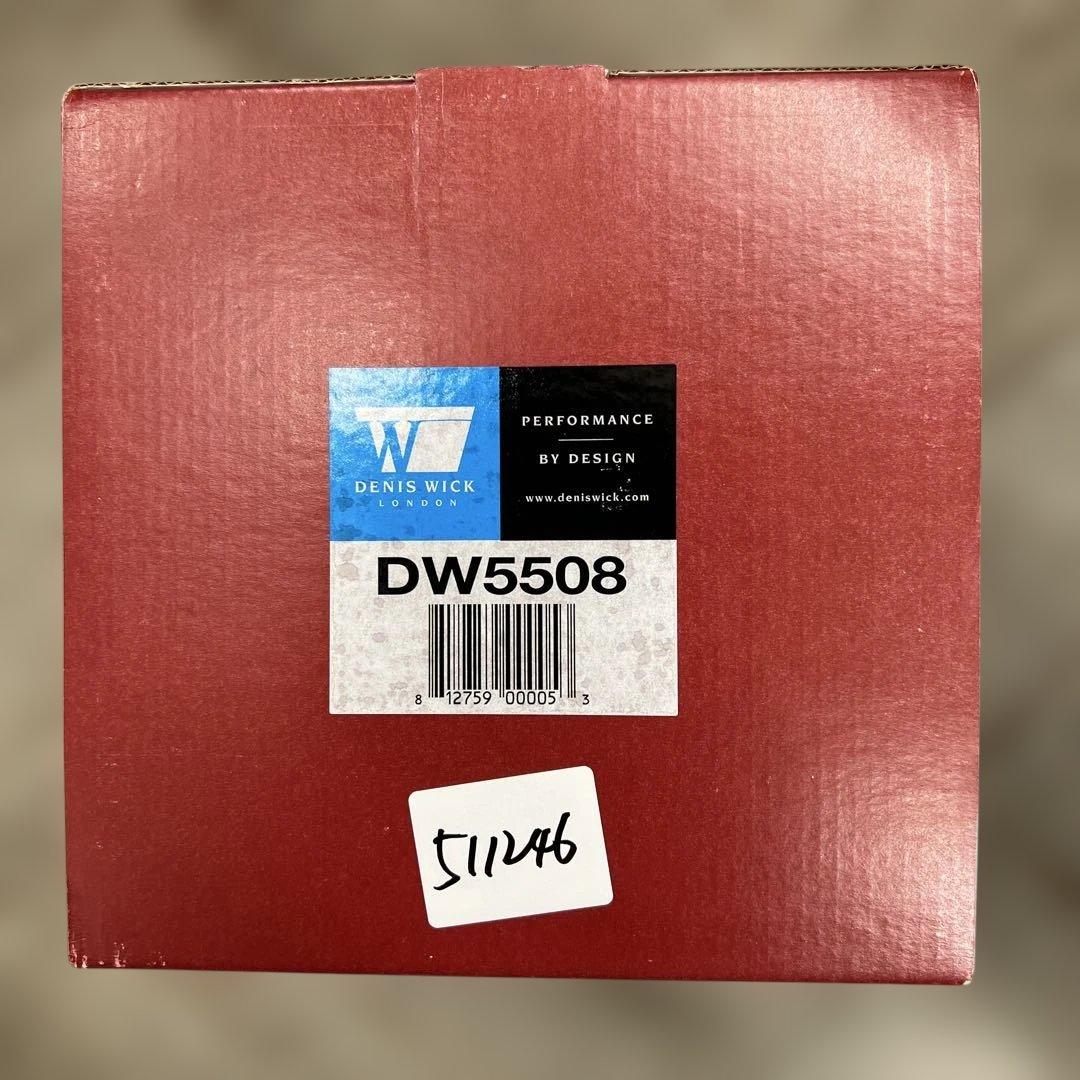 W
DENIS WICK
LONDON
PERFORMANCE
BY DESIGN
www.deniswick.com
DW5508
8 12759 00005 3
511246